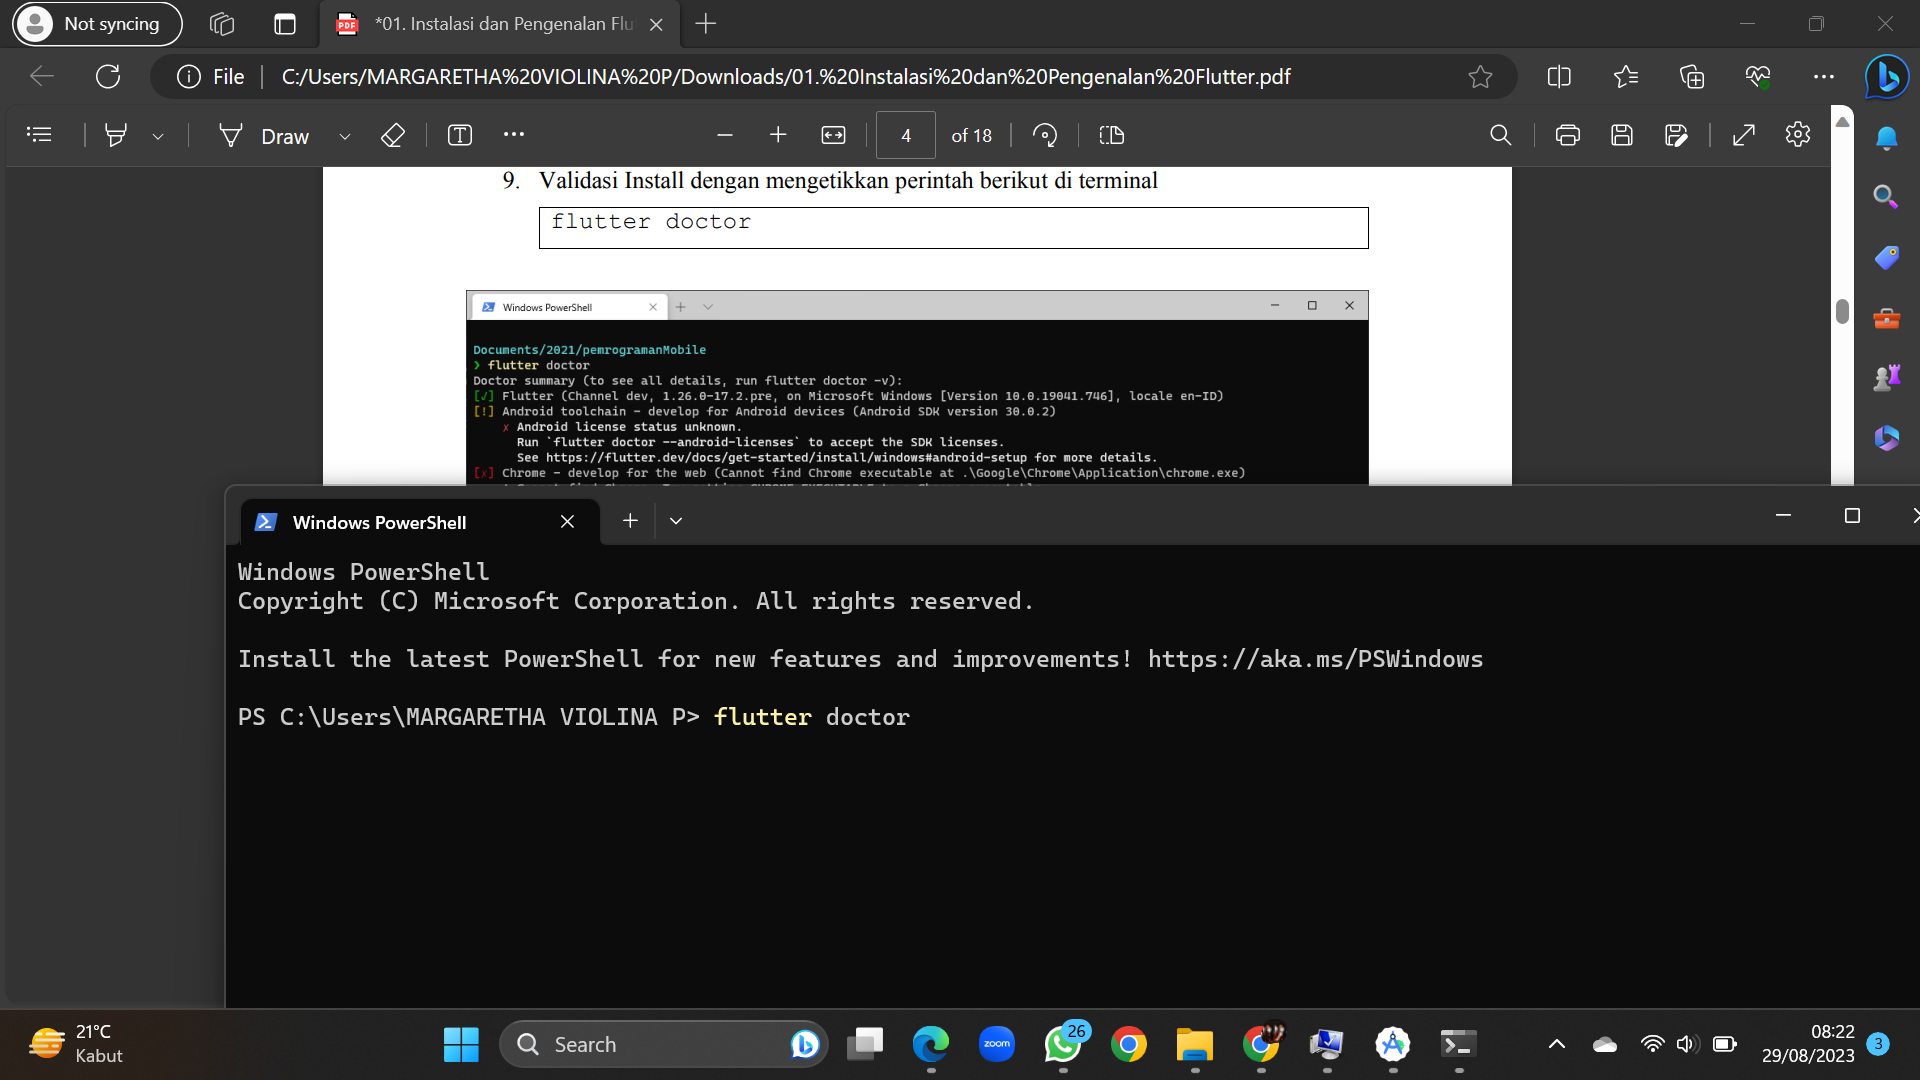 Not syncing
*01. Instalasi dan Pengenalan Flu
File
C:/Users/MARGARETHA%20VIOLINA%20P/Downloads/01.%20Instalasi%20dan%20Pengenalan%20Flutter.pdf
Draw
4 of 18
9. Validasi Install dengan mengetikkan perintah berikut di terminal
flutter doctor
Windows PowerShell
Documents/2021/pemrogramanMobile
❯ flutter doctor
Doctor summary (to see all details, run flutter doctor -v):
[√] Flutter (Channel dev, 1.26.0-17.2.pre, on Microsoft Windows [Version 10.0.19041.746], locale en-ID)
[!] Android toolchain - develop for Android devices (Android SDK version 30.0.2)
✗ Android license status unknown.
Run `flutter doctor --android-licenses` to accept the SDK licenses.
See https://flutter.dev/docs/get-started/install/windows#android-setup for more details.
[✗] Chrome - develop for the web (Cannot find Chrome executable at .\Google\Chrome\Application\chrome.exe)
Windows PowerShell
Windows PowerShell
Copyright (C) Microsoft Corporation. All rights reserved.
Install the latest PowerShell for new features and improvements! https://aka.ms/PSWindows
PS C:\Users\MARGARETHA VIOLINA P> flutter doctor
21°C
Kabut
Search
zoom
26
08:22
29/08/2023
3